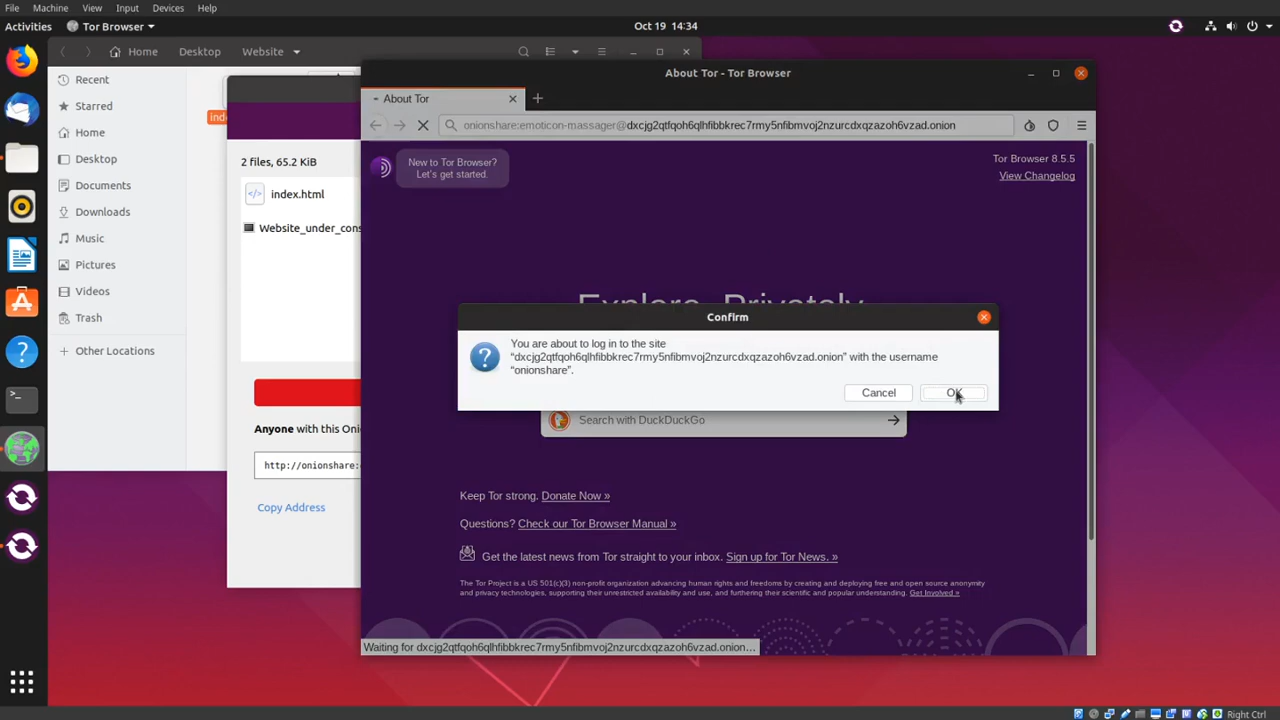 File Machine View Input Devices Help
Activities Tor Browser Oct 19 14:34
Home Desktop Website
Recent
Starred
Home
Desktop
Documents
Downloads
Music
Pictures
Videos
Trash
Other Locations
2 files, 65.2 KiB
index.html
Website_under_cons
Anyone with this Oni
http://onionshare:
Copy Address
About Tor - Tor Browser
About Tor
onionshare:emoticon-massager@dxcjg2qtfqoh6qlhfibbkrec7rmy5nfibmvoj2nzurcdxqzazoh6vzad.onion
New to Tor Browser?
Let's get started.
Tor Browser 8.5.5
View Changelog
Explore. Privately.
Confirm
You are about to log in to the site
“dxcjg2qtfqoh6qlhfibbkrec7rmy5nfibmvoj2nzurcdxqzazoh6vzad.onion” with the username
“onionshare”.
Cancel OK
Search with DuckDuckGo
Keep Tor strong. Donate Now »
Questions? Check our Tor Browser Manual »
Get the latest news from Tor straight to your inbox. Sign up for Tor News. »
The Tor Project is a US 501(c)(3) non-profit organization advancing human rights and freedoms by creating and deploying free and open source anonymity
and privacy technologies, supporting their unrestricted availability and use, and furthering their scientific and popular understanding. Get Involved »
Waiting for dxcjg2qtfqoh6qlhfibbkrec7rmy5nfibmvoj2nzurcdxqzazoh6vzad.onion…
Right Ctrl